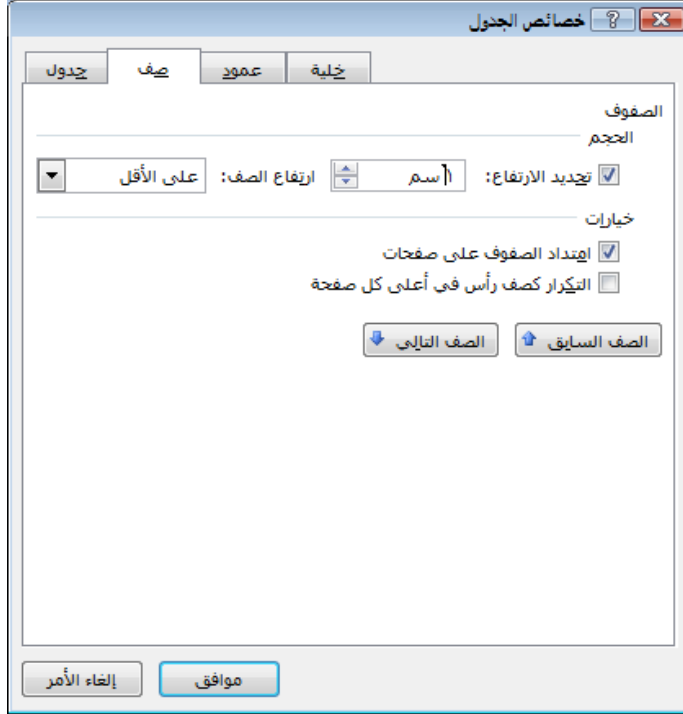 خصائص الجدول
جدول صف عمود خلية
الصفوف
الحجم
تحديد الارتفاع: ١ سم ارتفاع الصف: على الأقل
خيارات
امتداد الصفوف على صفحات
التكرار كصف رأس في أعلى كل صفحة
الصف السابق الصف التالي
موافق إلغاء الأمر